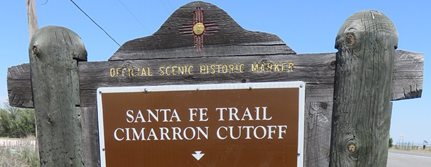 OFFICIAL SCENIC HISTORIC MARKER
SANTA FE TRAIL
CIMARRON CUTOFF